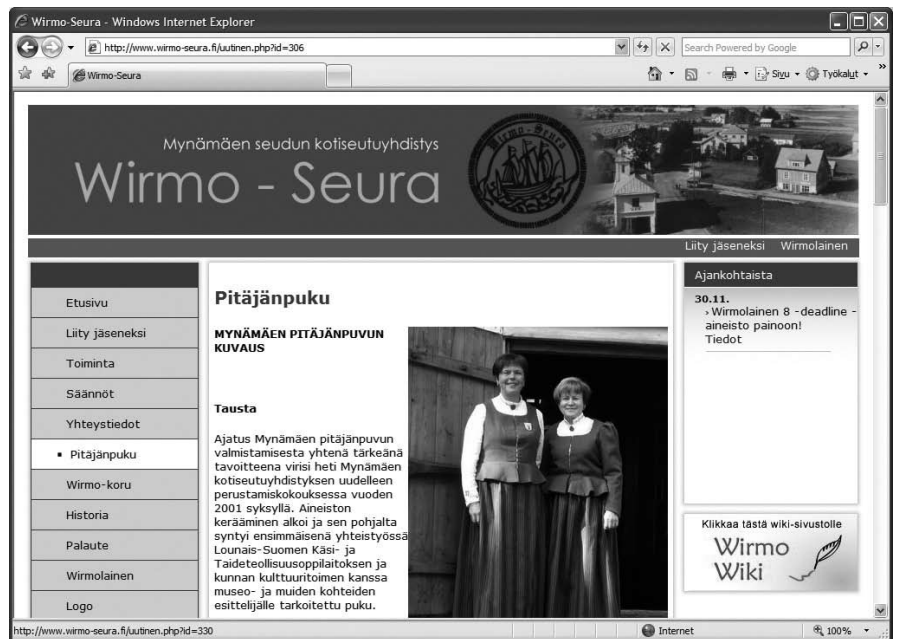 Wirmo-Seura - Windows Internet Explorer
http://www.wirmo-seura.fi/uutinen.php?id=306
Search Powered by Google
Wirmo-Seura
Sivu
Työkalut
»
Mynämäen seudun kotiseutuyhdistys
Wirmo - Seura
Wirmo-Seura
Liity jäseneksi Wirmolainen
Etusivu
Liity jäseneksi
Toiminta
Säännöt
Yhteystiedot
▪ Pitäjänpuku
Wirmo-koru
Historia
Palaute
Wirmolainen
Logo
Pitäjänpuku
MYNÄMÄEN PITÄJÄNPUVUN
KUVAUS
Tausta
Ajatus Mynämäen pitäjänpuvun
valmistamisesta yhtenä tärkeänä
tavoitteena virisi heti Mynämäen
kotiseutuyhdistyksen uudelleen
perustamiskokouksessa vuoden
2001 syksyllä. Aineiston
kerääminen alkoi ja sen pohjalta
syntyi ensimmäisenä yhteistyössä
Lounais-Suomen Käsi- ja
Taideteollisuusoppilaitoksen ja
kunnan kulttuuritoimen kanssa
museo- ja muiden kohteiden
esittelijälle tarkoitettu puku.
Ajankohtaista
30.11.
› Wirmolainen 8 -deadline -
aineisto painoon!
Tiedot
Klikkaa tästä wiki-sivustolle
Wirmo
Wiki
http://www.wirmo-seura.fi/uutinen.php?id=330
Internet
100%